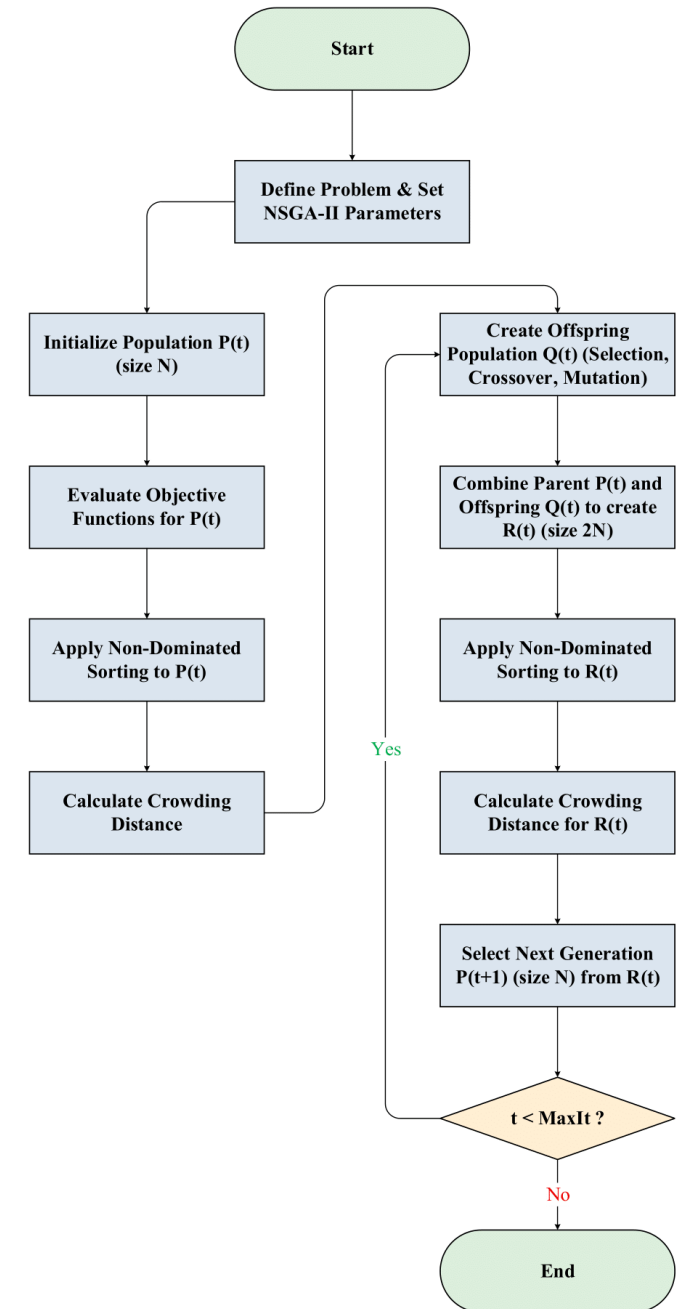 Start
Define Problem & Set
NSGA-II Parameters
Initialize Population P(t)
(size N)
Evaluate Objective
Functions for P(t)
Apply Non-Dominated
Sorting to P(t)
Calculate Crowding
Distance
Create Offspring
Population Q(t) (Selection,
Crossover, Mutation)
Combine Parent P(t) and
Offspring Q(t) to create
R(t) (size 2N)
Apply Non-Dominated
Sorting to R(t)
Calculate Crowding
Distance for R(t)
Select Next Generation
P(t+1) (size N) from R(t)
t < MaxIt ?
Yes
No
End